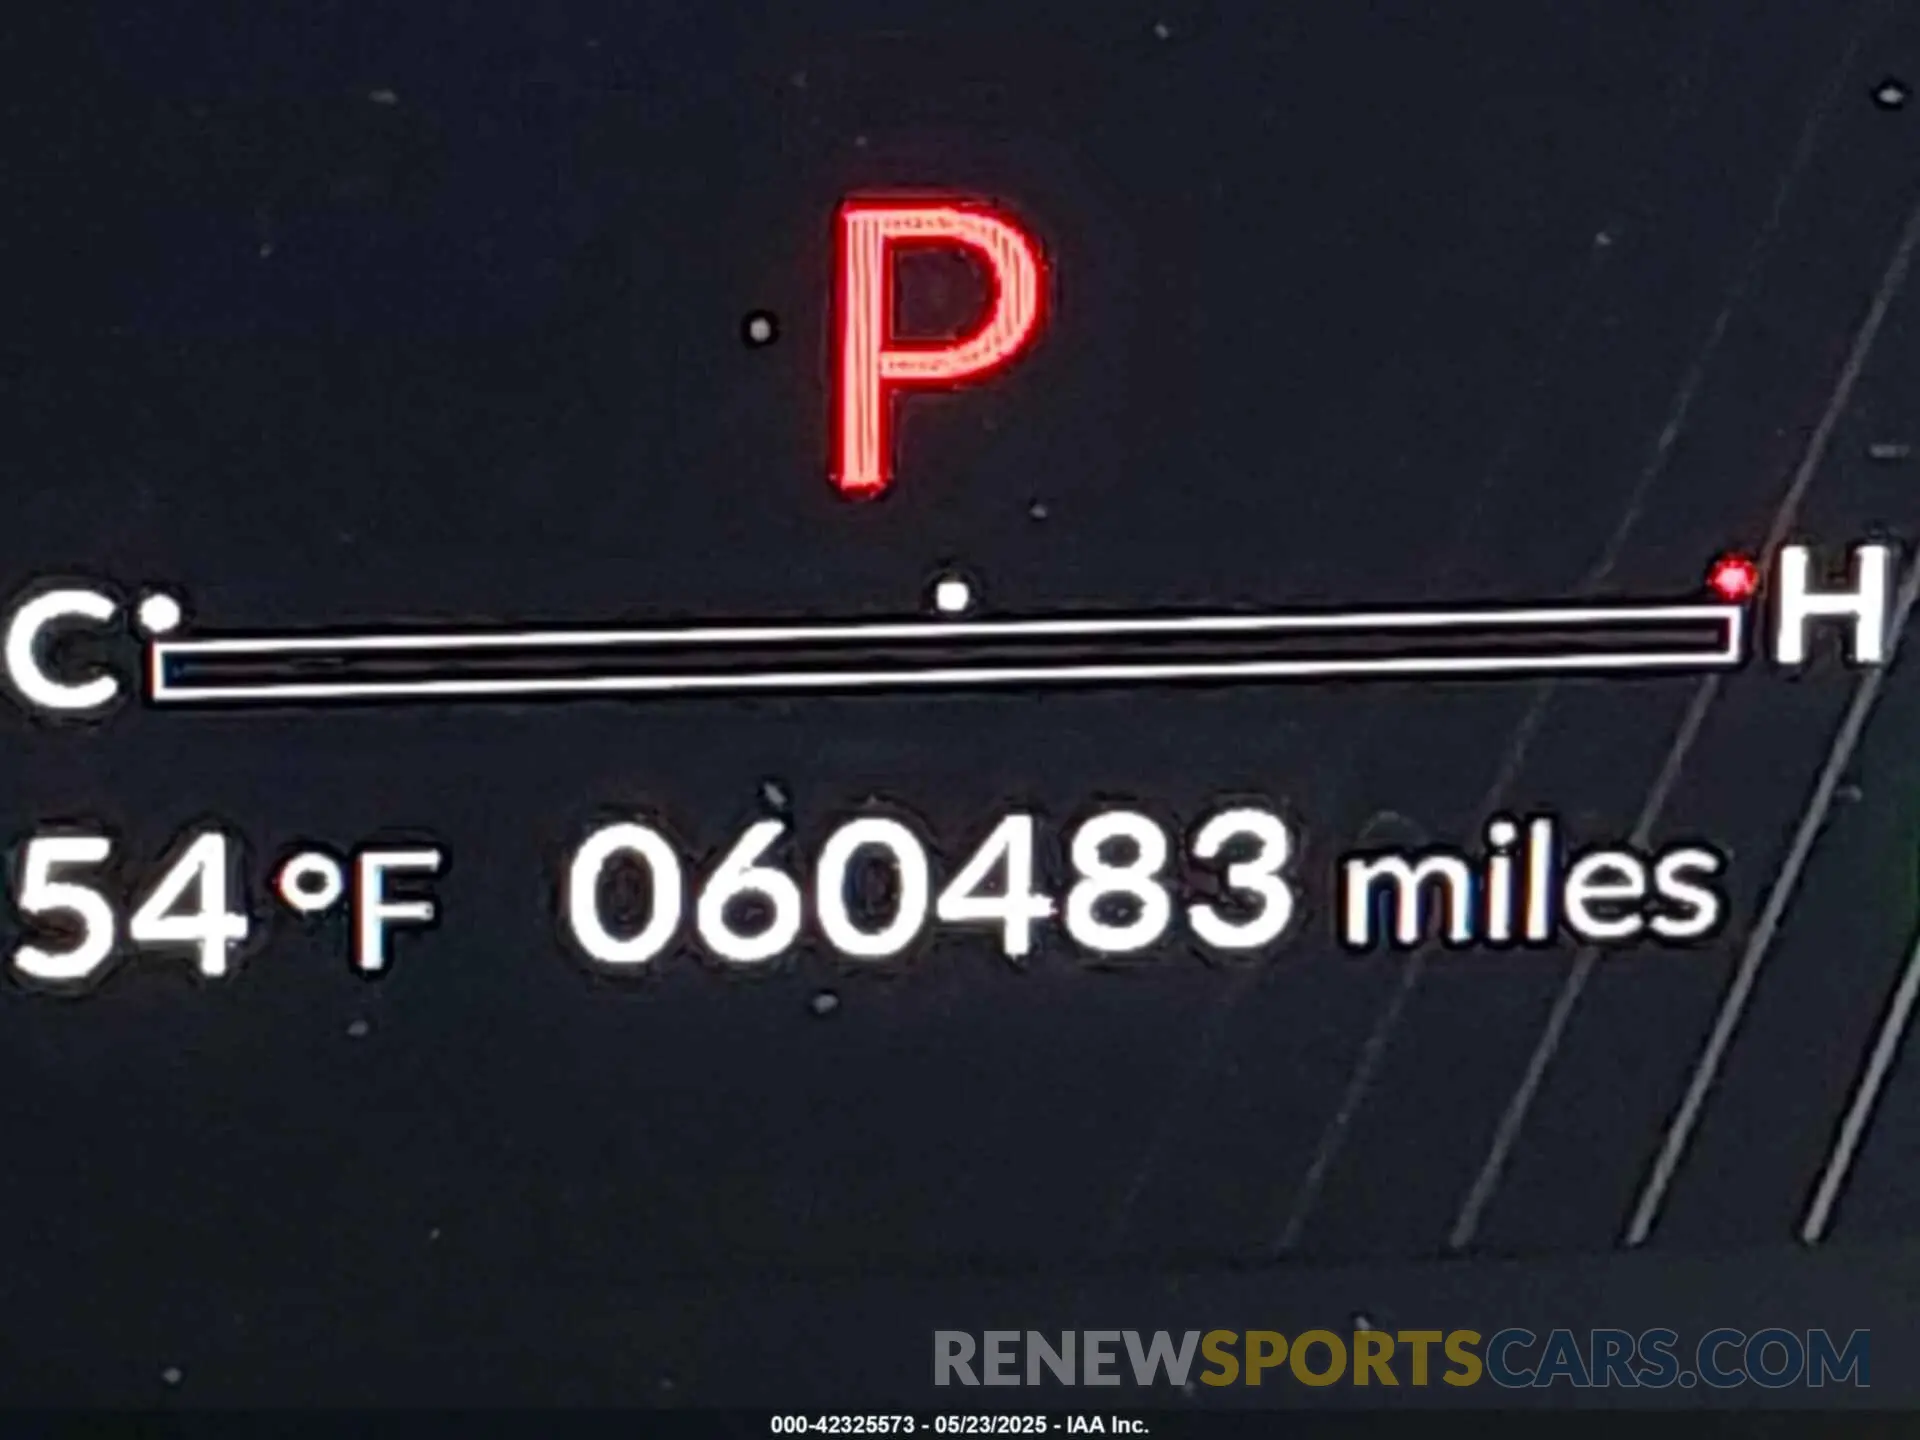 P
C H
54 °F 060483 miles
RENEWSPORTSCARS.COM
000-42325573 - 05/23/2025 - IAA Inc.